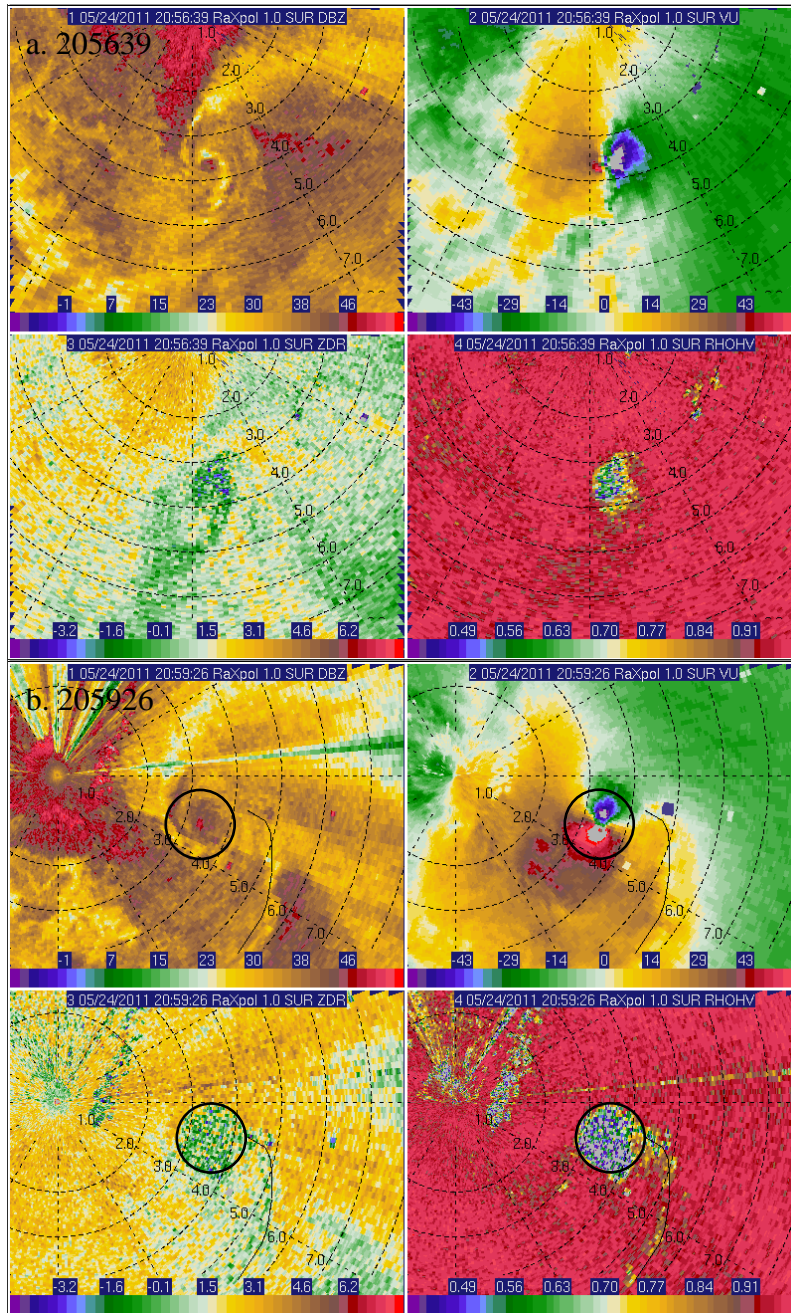 1 05/24/2011 20:56:39 RaXpol 1.0 SUR DBZ
2 05/24/2011 20:56:39 RaXpol 1.0 SUR VU
a. 205639
1.0 2.0 3.0 4.0 5.0 6.0 7.0
1.0 2.0 3.0 4.0 5.0 6.0 7.0
-1 7 15 23 30 38 46
-43 -29 -14 0 14 29 43
3 05/24/2011 20:56:39 RaXpol 1.0 SUR ZDR
4 05/24/2011 20:56:39 RaXpol 1.0 SUR RHOHV
1.0 2.0 3.0 4.0 5.0 6.0 7.0
1.0 2.0 3.0 4.0 5.0 6.0 7.0
-3.2 -1.6 -0.1 1.5 3.1 4.6 6.2
0.49 0.56 0.63 0.70 0.77 0.84 0.91
1 05/24/2011 20:59:26 RaXpol 1.0 SUR DBZ
2 05/24/2011 20:59:26 RaXpol 1.0 SUR VU
b. 205926
1.0 2.0 3.0 4.0 5.0 6.0 7.0
1.0 2.0 3.0 4.0 5.0 6.0 7.0
-1 7 15 23 30 38 46
-43 -29 -14 0 14 29 43
3 05/24/2011 20:59:26 RaXpol 1.0 SUR ZDR
4 05/24/2011 20:59:26 RaXpol 1.0 SUR RHOHV
1.0 2.0 3.0 4.0 5.0 6.0 7.0
1.0 2.0 3.0 4.0 5.0 6.0 7.0
-3.2 -1.6 -0.1 1.5 3.1 4.6 6.2
0.49 0.56 0.63 0.70 0.77 0.84 0.91